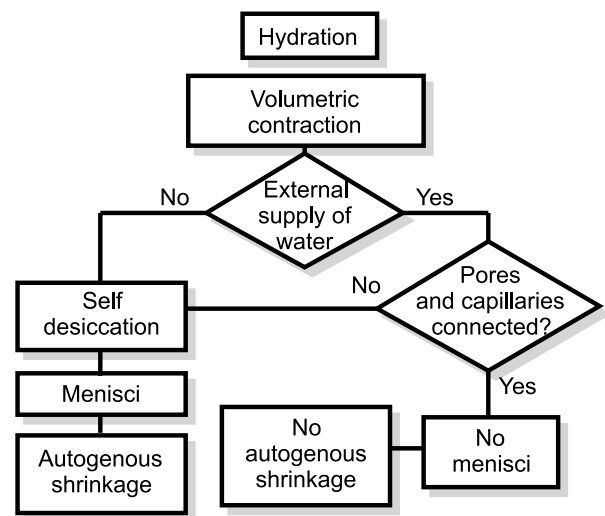 Hydration
Volumetric
contraction
No
External
supply of
water
Yes
Self
desiccation
No
Pores
and capillaries
connected?
Menisci
Yes
Autogenous
shrinkage
No
autogenous
shrinkage
No
menisci